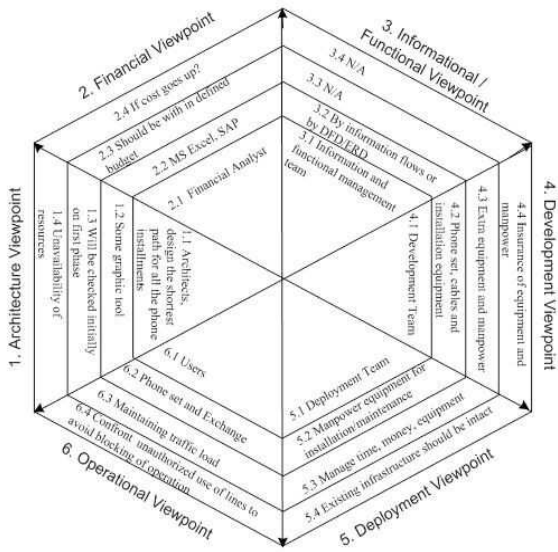 1. Architecture Viewpoint
1.1 Architects,
design the shortest
path for all the phone
installments
1.2 Some graphic tool
1.3 Will be checked initially
on first phase
1.4 Unavailability of
resources
2. Financial Viewpoint
2.4 If cost goes up?
2.3 Should be with in defined
budget
2.2 MS Excel, SAP
2.1 Financial Analyst
3. Informational /
Functional Viewpoint
3.4 N/A
3.3 N/A
3.2 By information flows or
by DFD/ERD
3.1 Information and
functional management
team
4. Development Viewpoint
4.4 Insurance of equipment and
manpower
4.3 Extra equipment and manpower
4.2 Phone set, cables and
installation equipment
4.1 Development Team
5.1 Deployment Team
5.2 Manpower equipment for
installation/maintenance
5.3 Manage time, money, equipment
5.4 Existing infrastructure should be intact
5. Deployment Viewpoint
6.1 Users
6.2 Phone set and Exchange
6.3 Maintaining traffic load
6.4 Confront unauthorized use of lines to
avoid blocking of operation
6. Operational Viewpoint